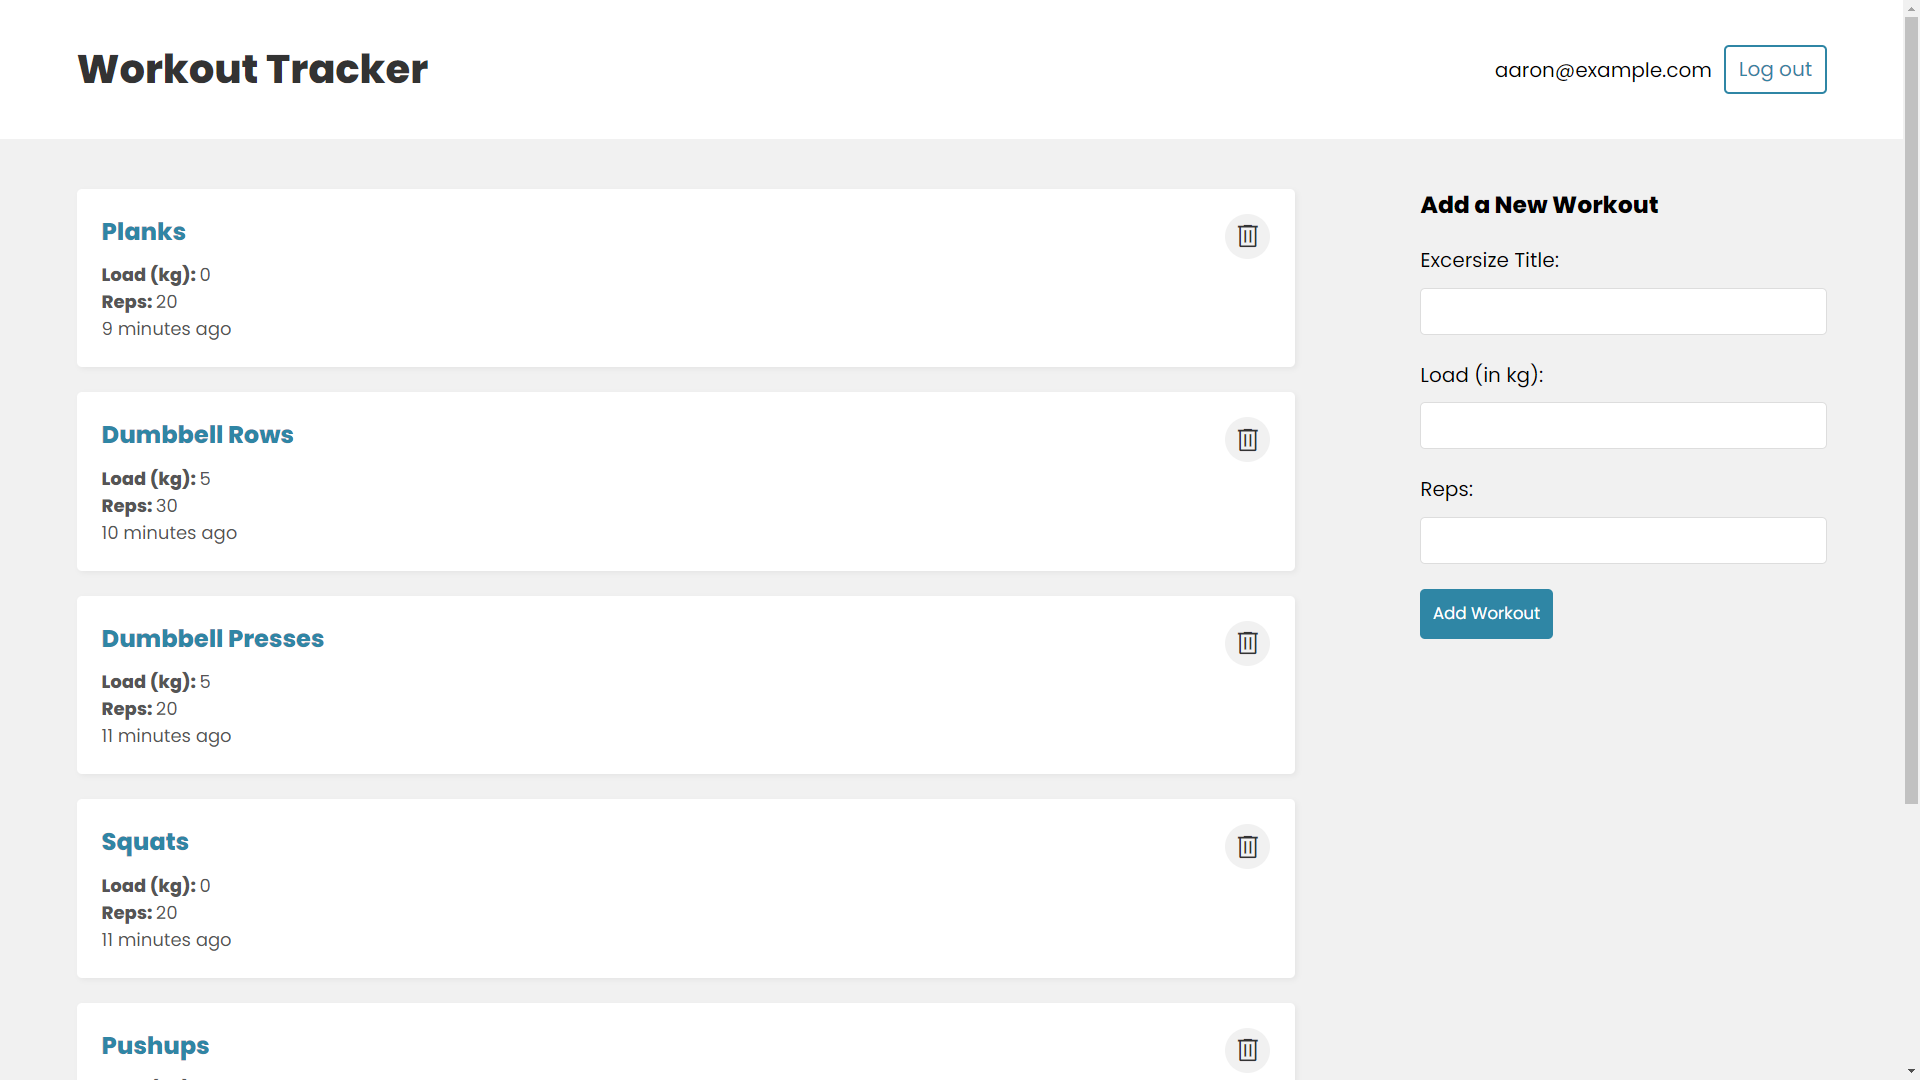 Workout Tracker
aaron@example.com
Log out
Planks
Load (kg): 0
Reps: 20
9 minutes ago
Dumbbell Rows
Load (kg): 5
Reps: 30
10 minutes ago
Dumbbell Presses
Load (kg): 5
Reps: 20
11 minutes ago
Squats
Load (kg): 0
Reps: 20
11 minutes ago
Pushups
Add a New Workout
Excersize Title:
Load (in kg):
Reps:
Add Workout